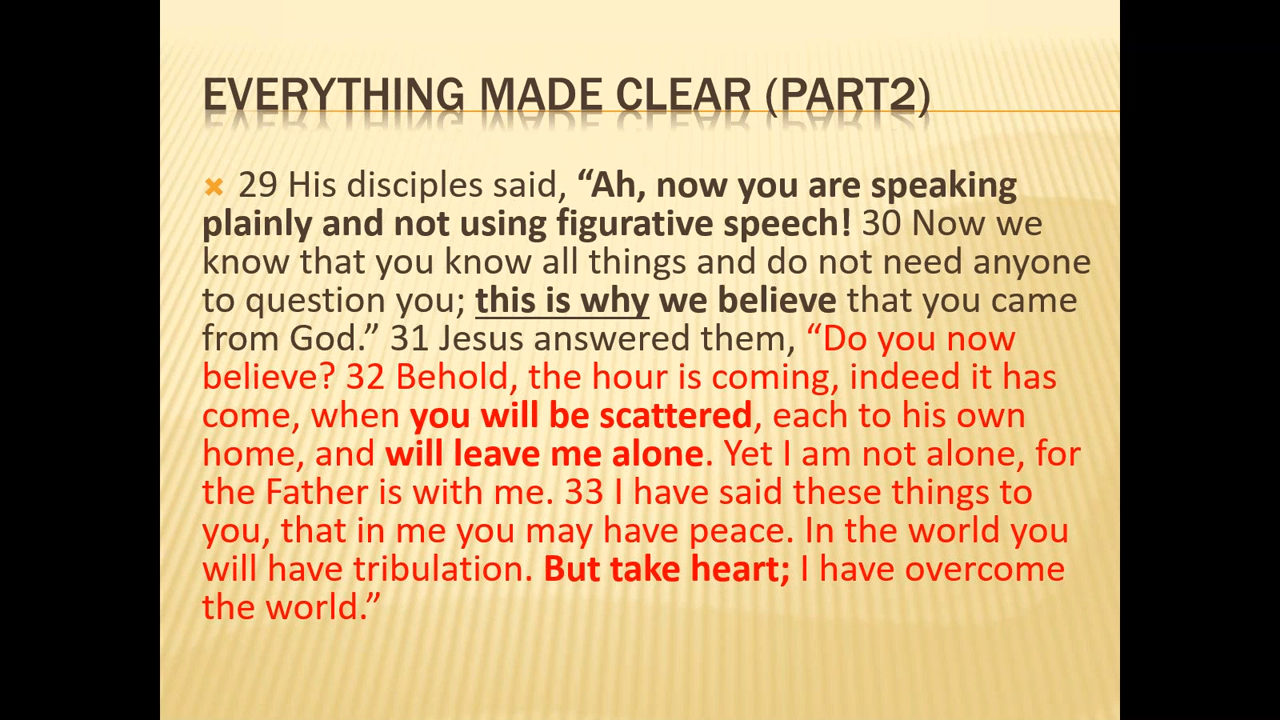 EVERYTHING MADE CLEAR (PART2)
29 His disciples said, “Ah, now you are speaking
plainly and not using figurative speech! 30 Now we
know that you know all things and do not need anyone
to question you; this is why we believe that you came
from God.” 31 Jesus answered them, “Do you now
believe? 32 Behold, the hour is coming, indeed it has
come, when you will be scattered, each to his own
home, and will leave me alone. Yet I am not alone, for
the Father is with me. 33 I have said these things to
you, that in me you may have peace. In the world you
will have tribulation. But take heart; I have overcome
the world.”